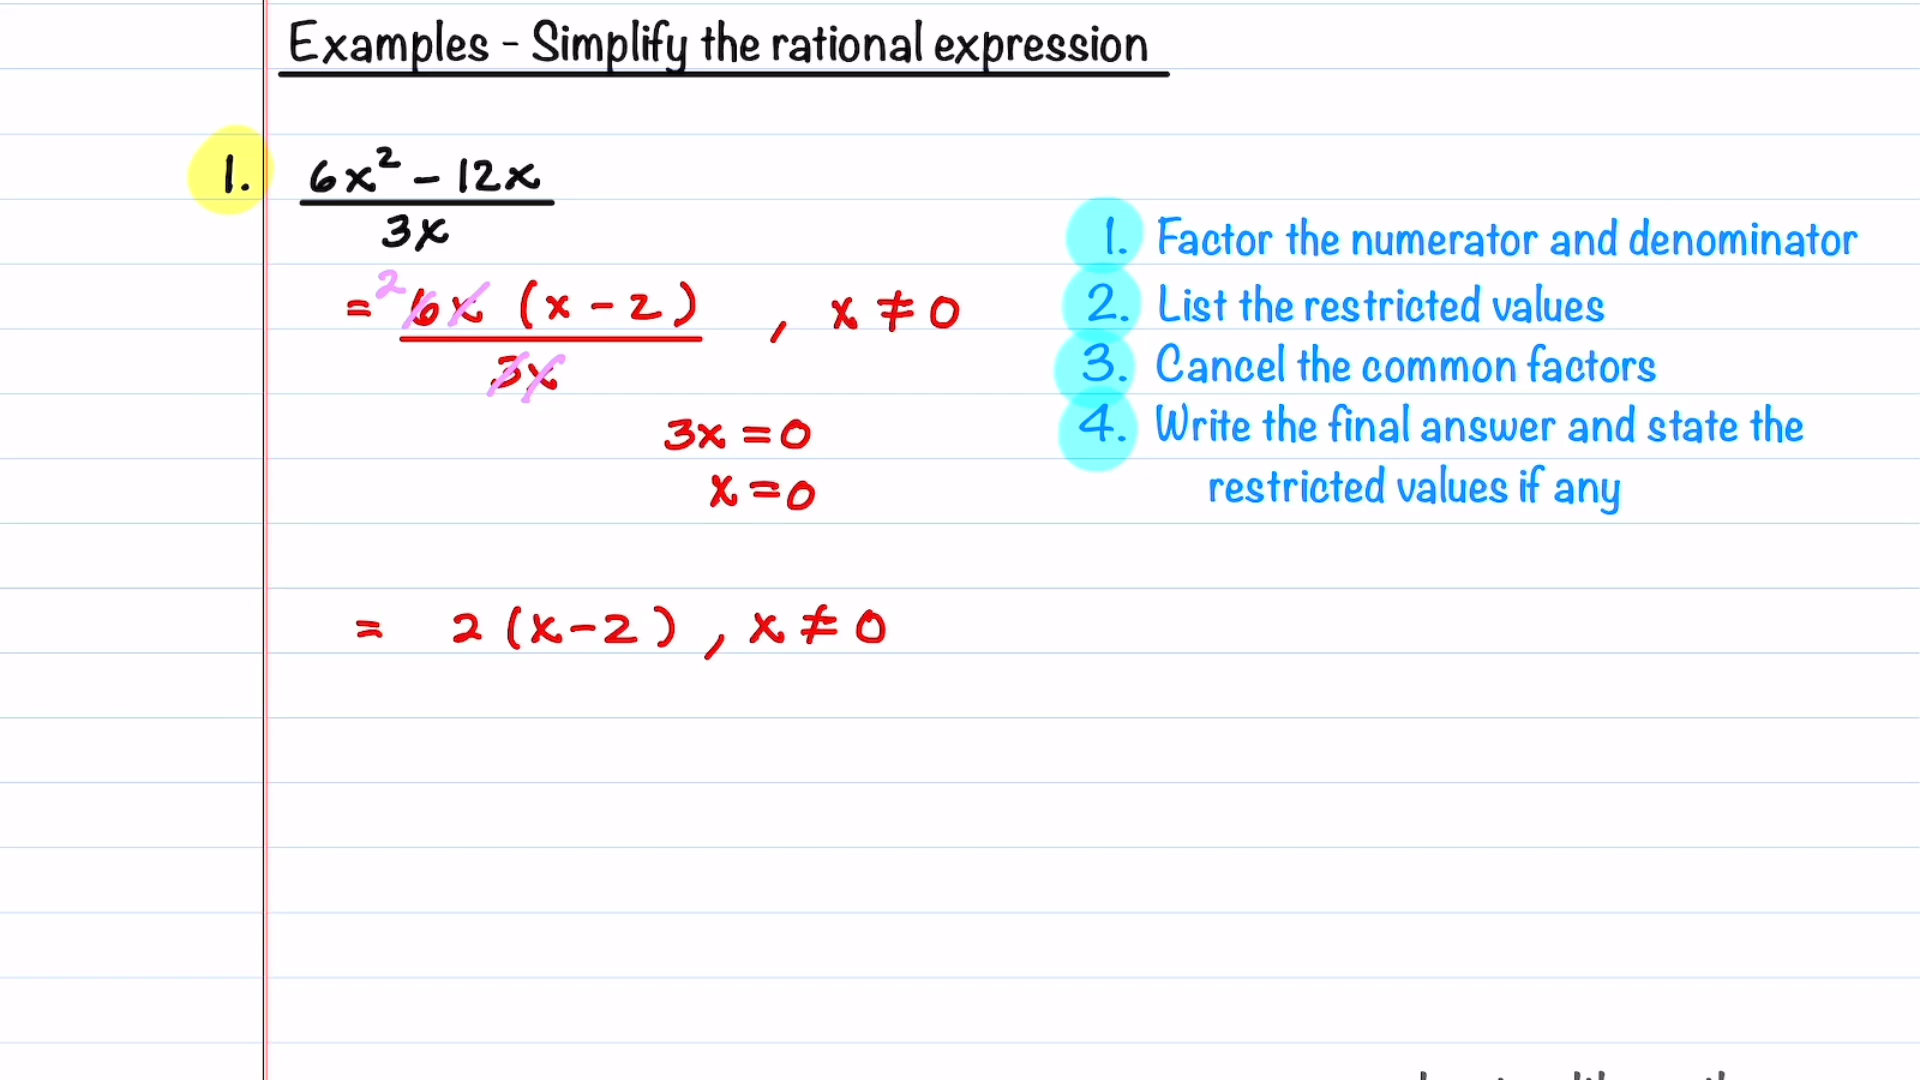 Examples - Simplify the rational expression
1. 6x² - 12x
3x
= ²6x (x - 2) , x ≠ 0
3x
3x = 0
x = 0
= 2 (x - 2) , x ≠ 0
1. Factor the numerator and denominator
2. List the restricted values
3. Cancel the common factors
4. Write the final answer and state the
restricted values if any